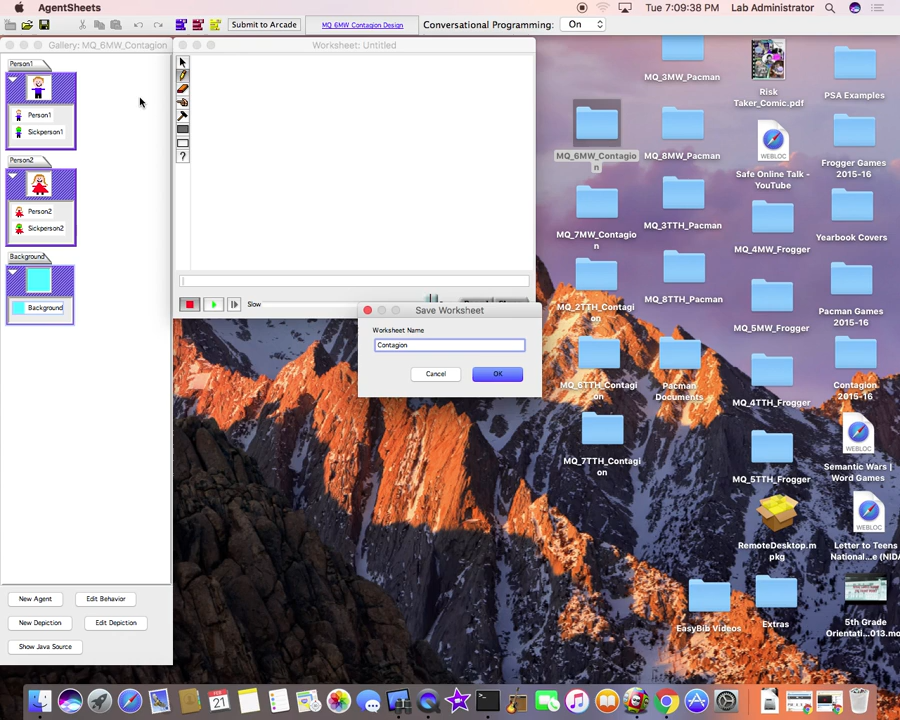 AgentSheets
Tue 7:09:38 PM
Lab Administrator
Submit to Arcade
MQ_6MW_Contagion Design
Conversational Programming:
On
Gallery: MQ_6MW_Contagion
Person1
Person1
Sickperson1
Person2
Person2
Sickperson2
Background
Background
New Agent
Edit Behavior
New Depiction
Edit Depiction
Show Java Source
Worksheet: Untitled
?
Slow
Save Worksheet
Worksheet Name
Contagion
Cancel
OK
MQ_3MW_Pacman
Risk
Taker_Comic.pdf
PSA Examples
MQ_6MW_Contagio
n
MQ_8MW_Pacman
WEBLOC
Safe Online Talk -
YouTube
Frogger Games
2015-16
MQ_7MW_Contagio
n
MQ_3TTH_Pacman
MQ_4MW_Frogger
Yearbook Covers
MQ_2TTH_Contagi
on
MQ_8TTH_Pacman
MQ_5MW_Frogger
Pacman Games
2015-16
MQ_6TTH_Contagi
on
Pacman
Documents
MQ_4TTH_Frogger
Contagion
2015-16
MQ_7TTH_Contagi
on
MQ_5TTH_Frogger
WEBLOC
Semantic Wars |
Word Games
RemoteDesktop.m
pkg
WEBLOC
Letter to Teens
National...e (NIDA
EasyBib Videos
Extras
5th Grade
Orientati...013.mo
FEB
21